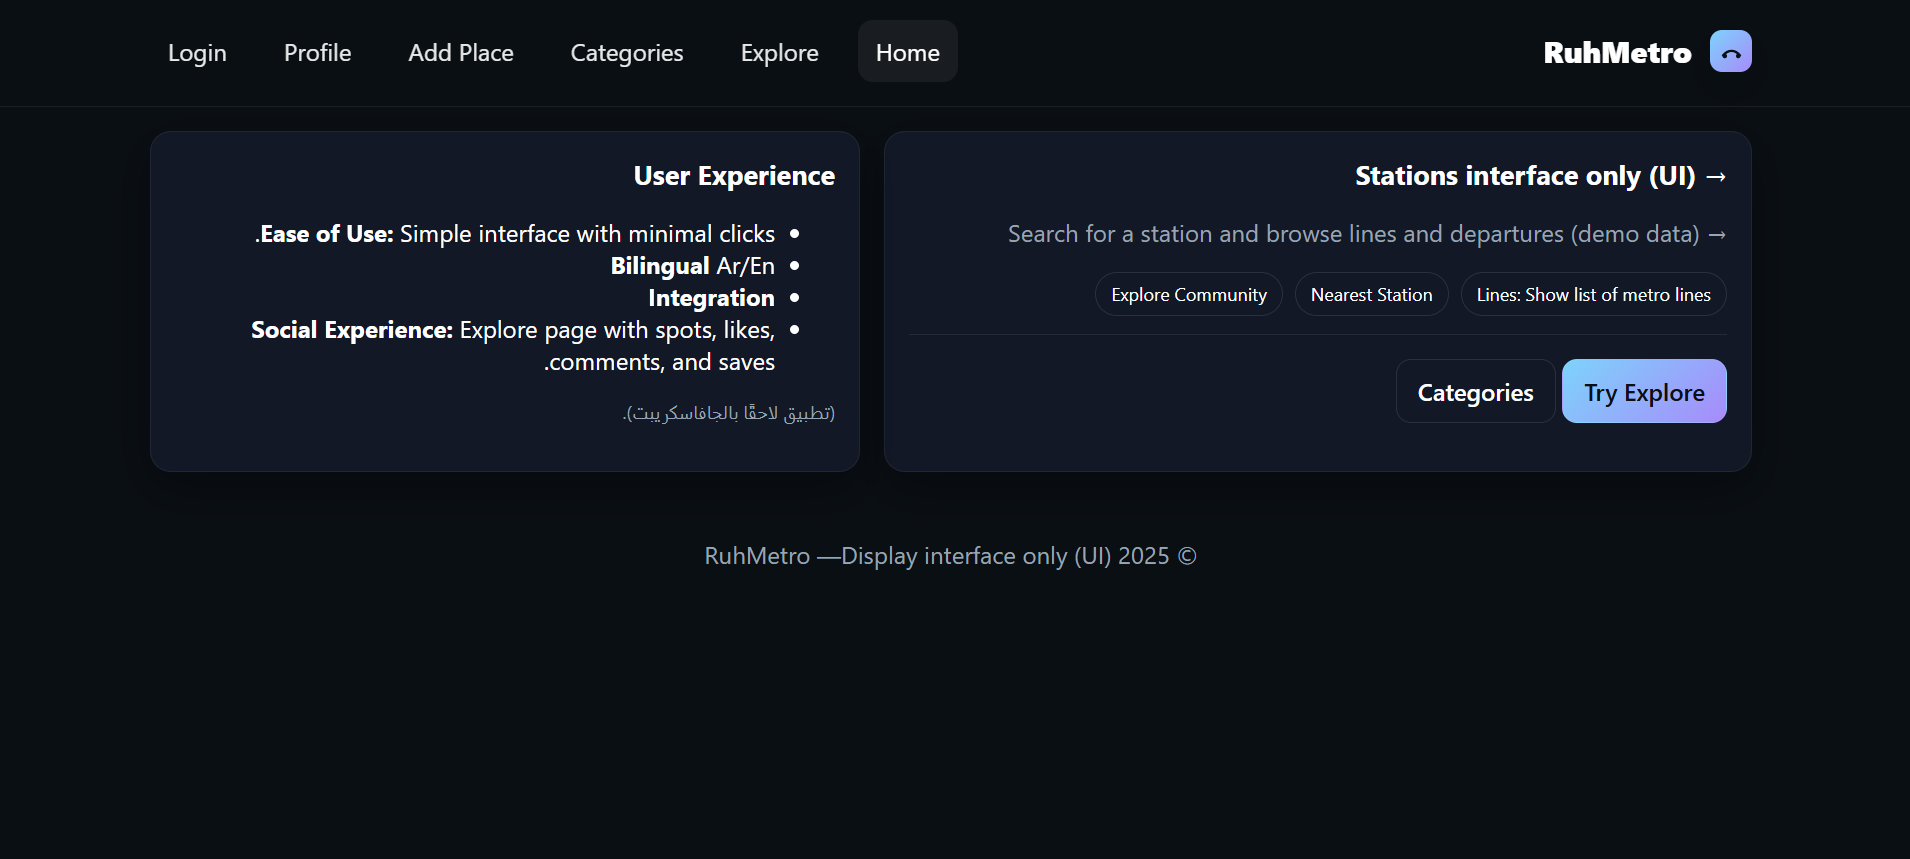 Login Profile Add Place Categories Explore Home RuhMetro
Stations interface only (UI) →
Search for a station and browse lines and departures (demo data) →
Explore Community Nearest Station Lines: Show list of metro lines
Categories Try Explore
User Experience
.Ease of Use: Simple interface with minimal clicks •
Bilingual Ar/En •
Integration •
Social Experience: Explore page with spots, likes, •
.comments, and saves
(تطبيق لاحقًا بالجافاسكريبت).
RuhMetro —Display interface only (UI) 2025 ©